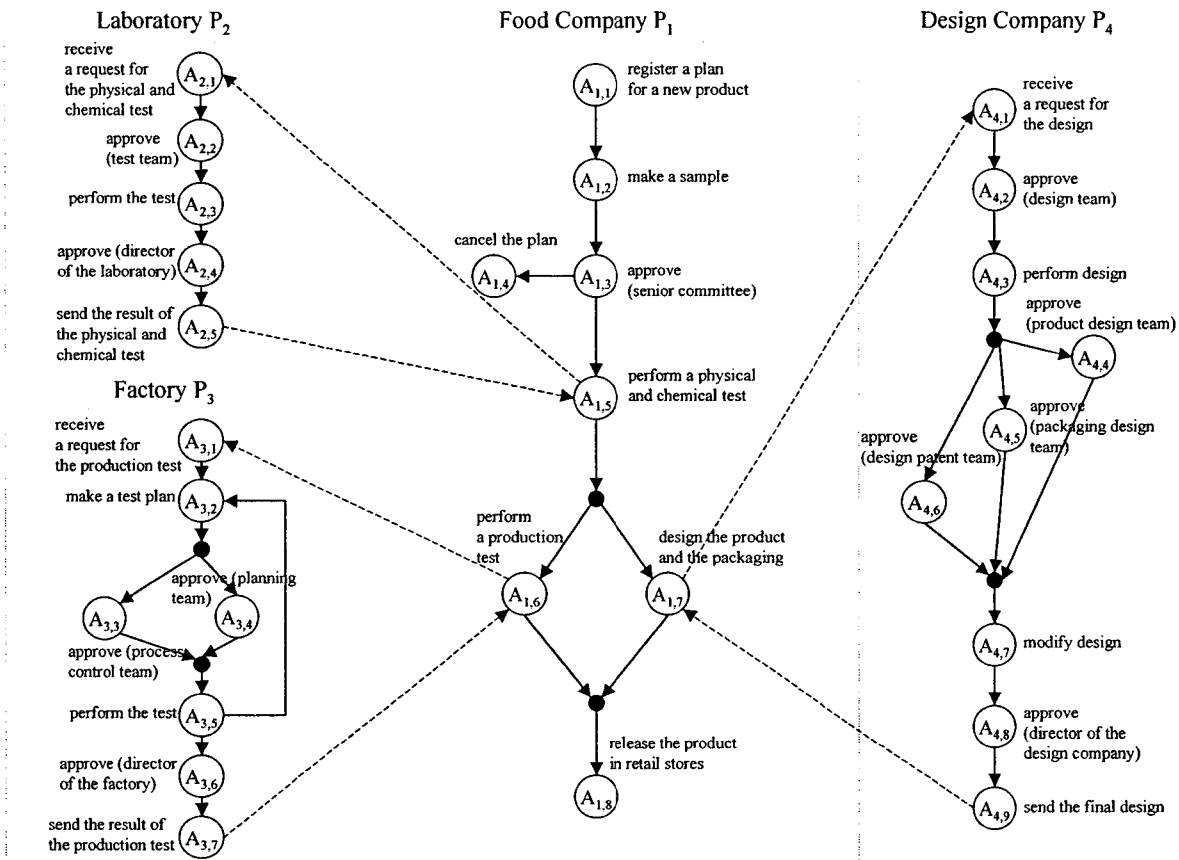 Laboratory P2
Food Company P1
Design Company P4
receive
a request for
the physical and
chemical test
A2,1
approve
(test team)
A2,2
perform the test
A2,3
approve (director
of the laboratory)
A2,4
send the result of
the physical and
chemical test
A2,5
Factory P3
receive
a request for
the production test
A3,1
make a test plan
A3,2
approve (planning
team)
A3,3
A3,4
approve (process
control team)
perform the test
A3,5
approve (director
of the factory)
A3,6
send the result of
the production test
A3,7
A1,1
register a plan
for a new product
A1,2
make a sample
cancel the plan
A1,4
A1,3
approve
(senior committee)
A1,5
perform a physical
and chemical test
perform
a production
test
design the product
and the packaging
A1,6
A1,7
release the product
in retail stores
A1,8
receive
a request for
the design
A4,1
approve
(design team)
A4,2
A4,3
perform design
approve
(product design team)
A4,4
approve
(packaging design
team)
A4,5
approve
(design patent team)
A4,6
A4,7
modify design
approve
(director of the
design company)
A4,8
A4,9
send the final design